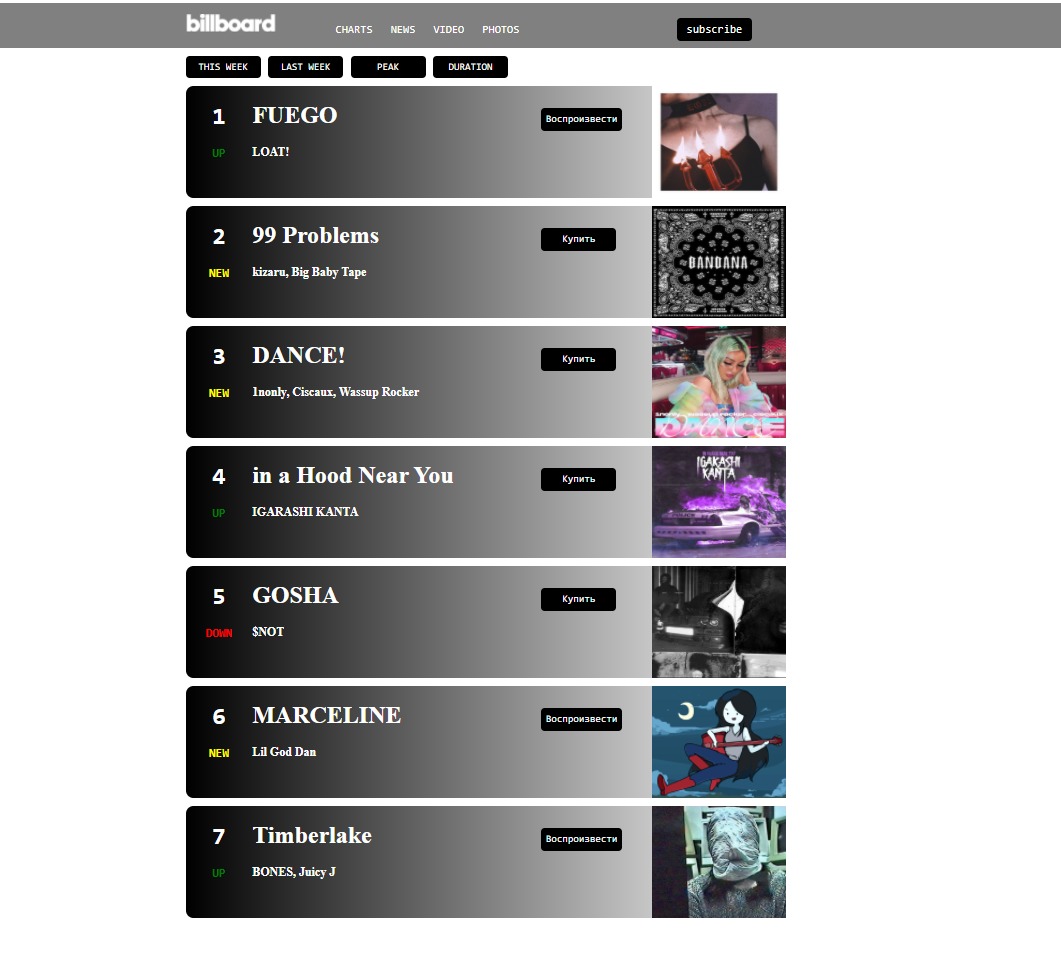 billboard
CHARTS NEWS VIDEO PHOTOS subscribe
THIS WEEK LAST WEEK PEAK DURATION
1 FUEGO Воспроизвести
UP LOAT!
2 99 Problems Купить
NEW kizaru, Big Baby Tape
BANDANA
3 DANCE! Купить
NEW 1nonly, Ciscaux, Wassup Rocker
DANCE
4 in a Hood Near You Купить
IGAKASHI
KANTA
UP IGARASHI KANTA
5 GOSHA Купить
DOWN $NOT
6 MARCELINE Воспроизвести
NEW Lil God Dan
7 Timberlake Воспроизвести
UP BONES, Juicy J